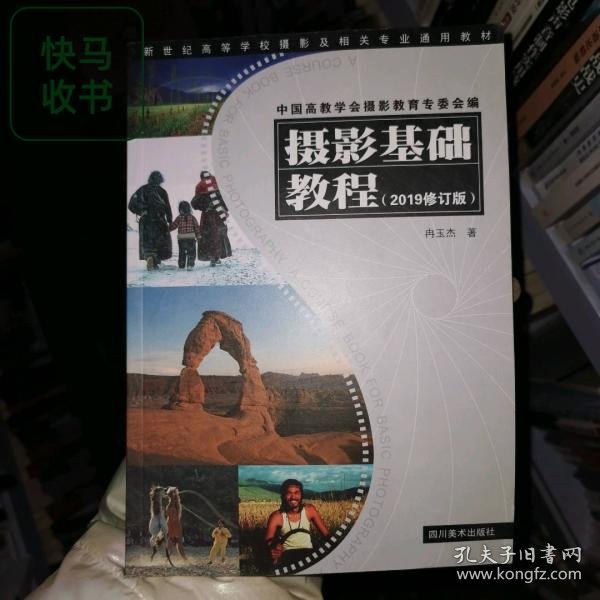 快马
收书
新世纪高等学校摄影及相关专业通用教材
中国高教学会摄影教育专委会编
摄影基础
教程(2019修订版)
冉玉杰 著
A COURSE BOOK FOR BASIC PHOTOGRAPHY A COURSE BOOK FOR BASIC PHOTOGRAPHY
四川美术出版社
孔夫子旧书网
www.kongfz.com